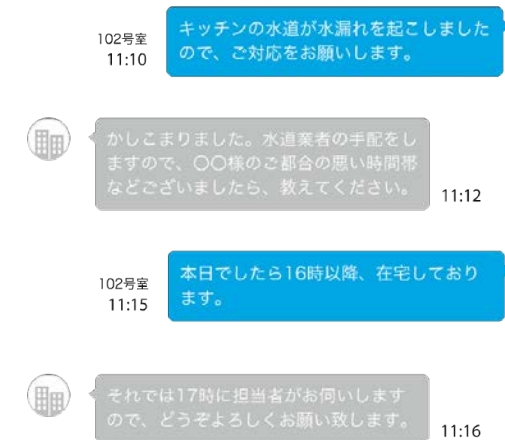 キッチンの水道が水漏れを起こしました
ので、ご対応をお願いします。
102号室
11:10
かしこまりました。水道業者の手配をし
ますので、〇〇様のご都合の悪い時間帯
などございましたら、教えてください。
11:12
本日でしたら16時以降、在宅しており
ます。
102号室
11:15
それでは17時に担当者がお伺いします
ので、どうぞよろしくお願い致します。
11:16